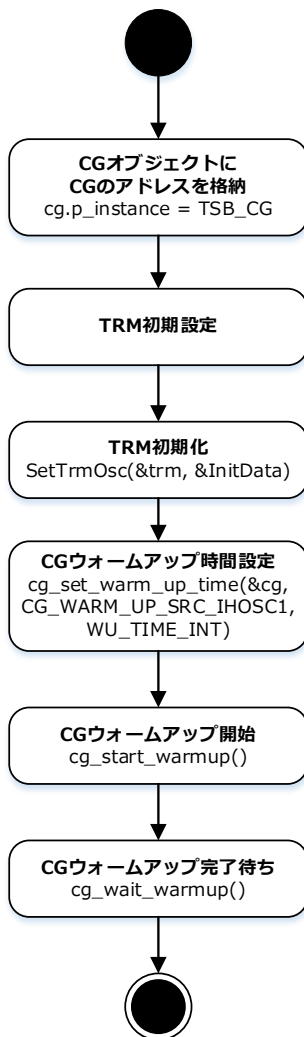 CGオブジェクトに
CGのアドレスを格納
cg.p_instance = TSB_CG
TRM初期設定
TRM初期化
SetTrmOsc(&trm, &InitData)
CGウォームアップ時間設定
cg_set_warm_up_time(&cg,
CG_WARM_UP_SRC_IHOSC1,
WU_TIME_INT)
CGウォームアップ開始
cg_start_warmup()
CGウォームアップ完了待ち
cg_wait_warmup()